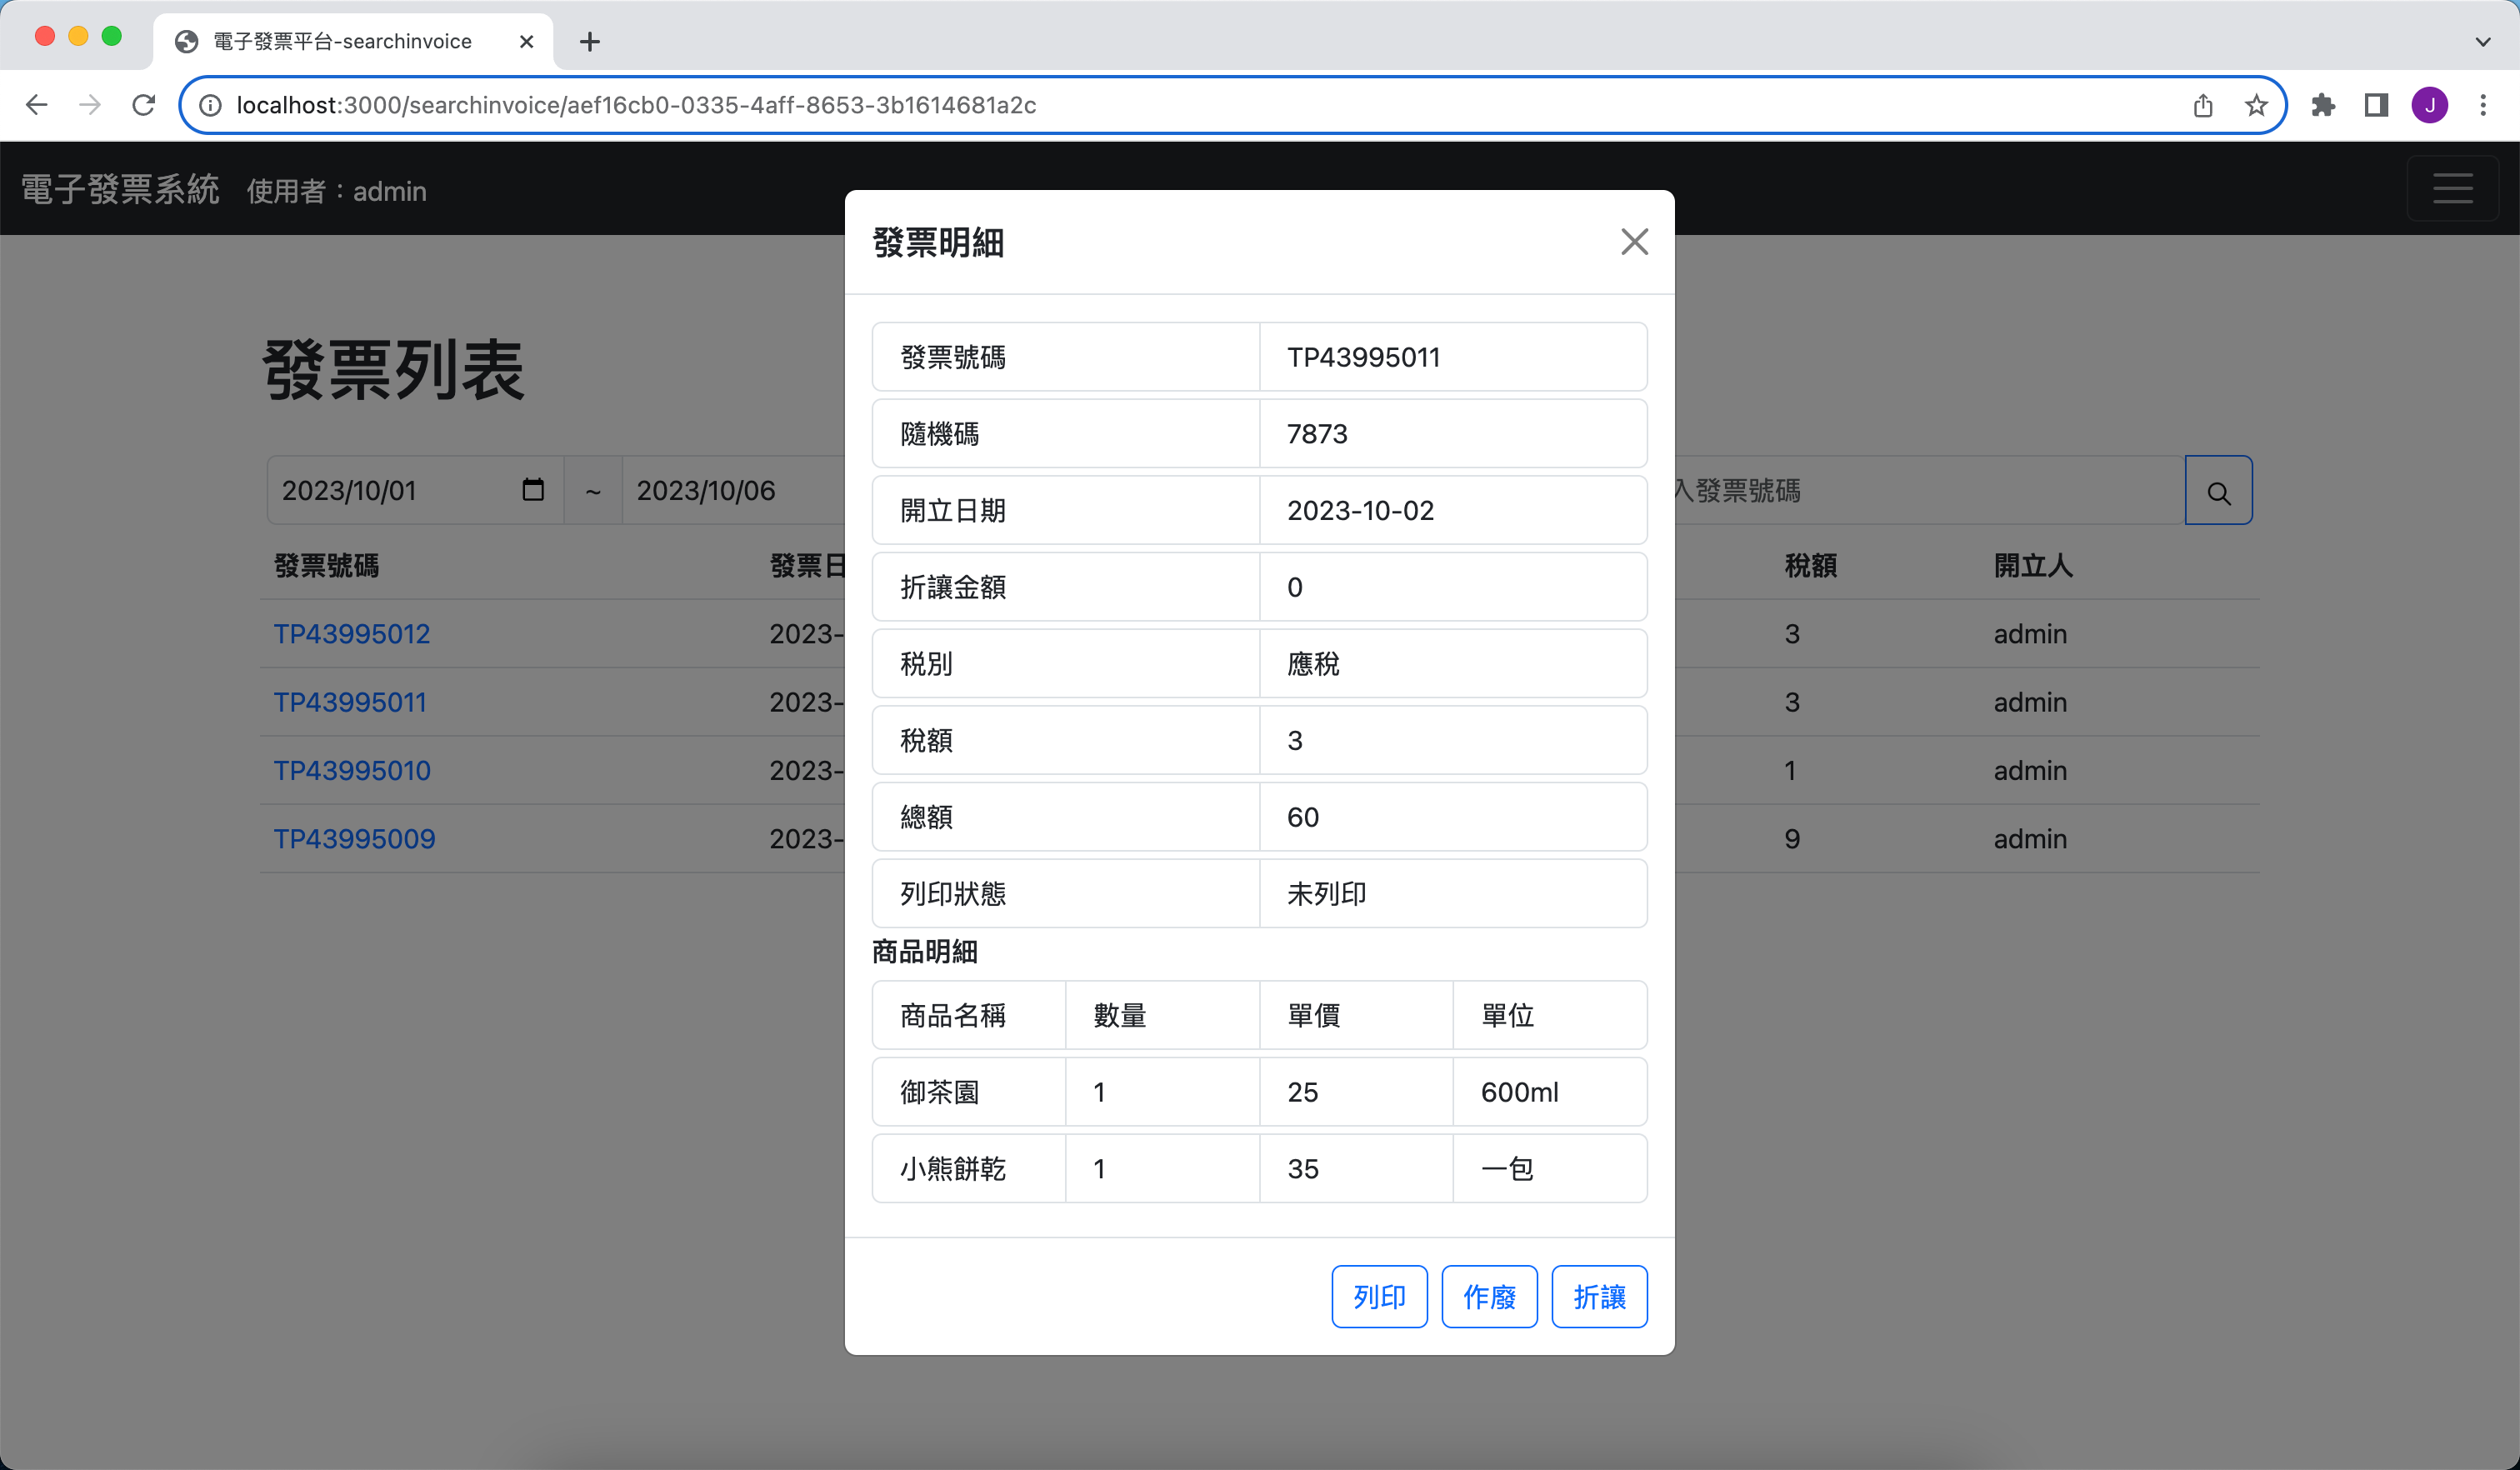 電子發票平台-searchinvoice
localhost:3000/searchinvoice/aef16cb0-0335-4aff-8653-3b1614681a2c
J
電子發票系統 使用者：admin
發票列表
2023/10/01 ~ 2023/10/06 入發票號碼
發票號碼 發票日 稅額 開立人
TP43995012 2023- 3 admin
TP43995011 2023- 3 admin
TP43995010 2023- 1 admin
TP43995009 2023- 9 admin
發票明細
發票號碼 TP43995011
隨機碼 7873
開立日期 2023-10-02
折讓金額 0
稅別 應稅
稅額 3
總額 60
列印狀態 未列印
商品明細
商品名稱 數量 單價 單位
御茶園 1 25 600ml
小熊餅乾 1 35 一包
列印 作廢 折讓